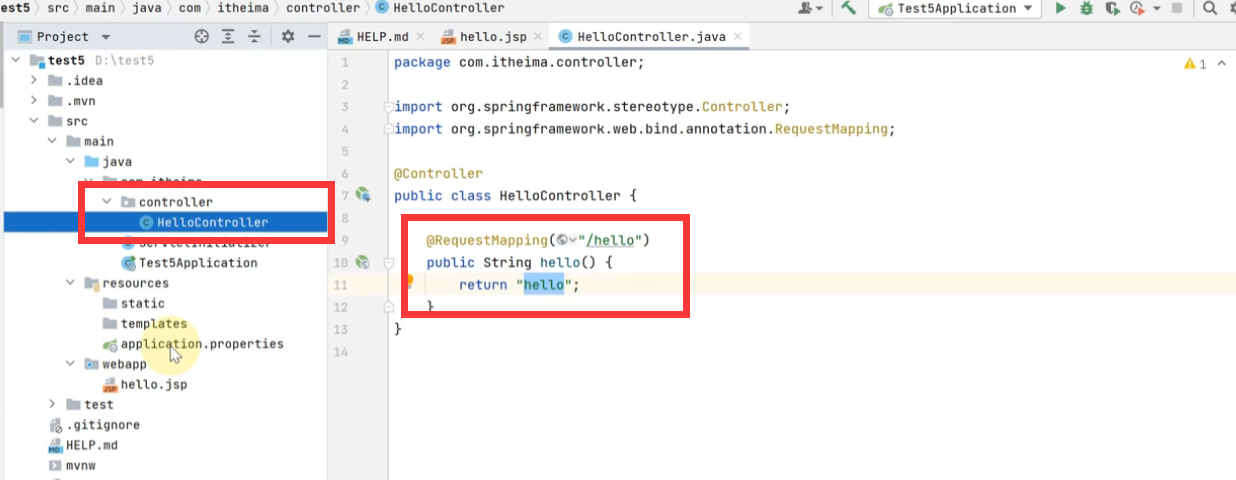 est5 > src > main > java > com > itheima > controller > HelloController
Test5Application
Project
HELP.md
hello.jsp
HelloController.java
test5 D:\test5
.idea
.mvn
src
main
java
com.itheima
controller
HelloController
ServletInitializer
Test5Application
resources
static
templates
application.properties
webapp
hello.jsp
test
.gitignore
HELP.md
mvnw
1 package com.itheima.controller;
2
3 import org.springframework.stereotype.Controller;
4 import org.springframework.web.bind.annotation.RequestMapping;
5
6 @Controller
7 public class HelloController {
8
9 @RequestMapping("/hello")
10 public String hello() {
11 return "hello";
12 }
13 }
14
1